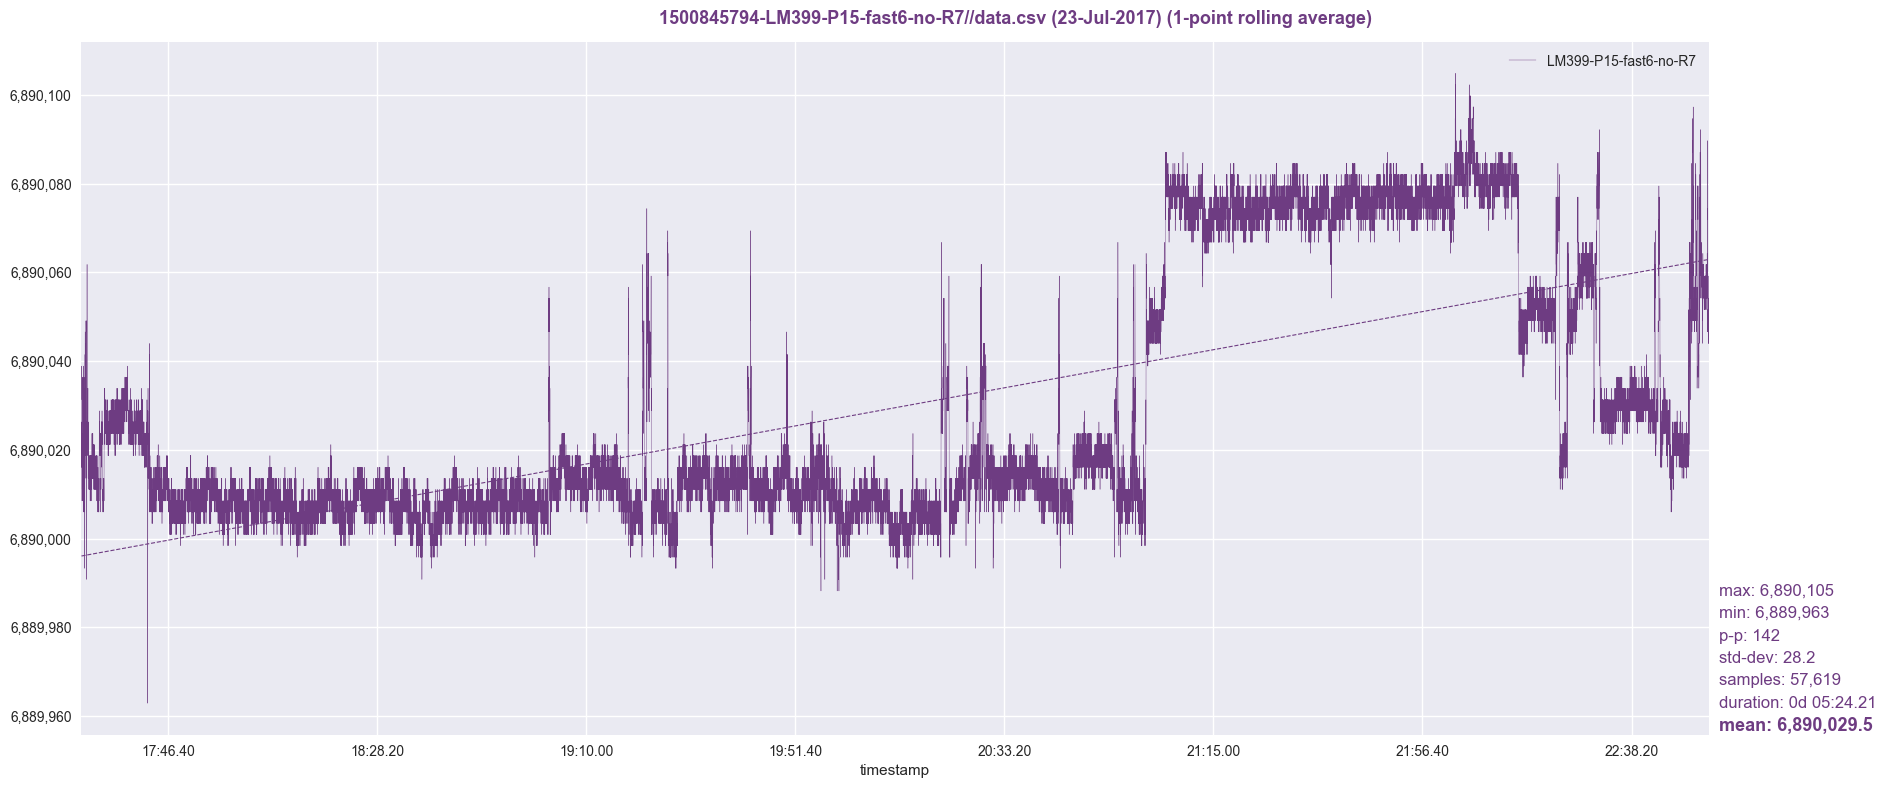 1500845794-LM399-P15-fast6-no-R7//data.csv (23-Jul-2017) (1-point rolling average)
LM399-P15-fast6-no-R7
6,890,100
6,890,080
6,890,060
6,890,040
6,890,020
6,890,000
6,889,980
6,889,960
max: 6,890,105
min: 6,889,963
p-p: 142
std-dev: 28.2
samples: 57,619
duration: 0d 05:24.21
mean: 6,890,029.5
17:46.40 18:28.20 19:10.00 19:51.40 20:33.20 21:15.00 21:56.40 22:38.20
timestamp